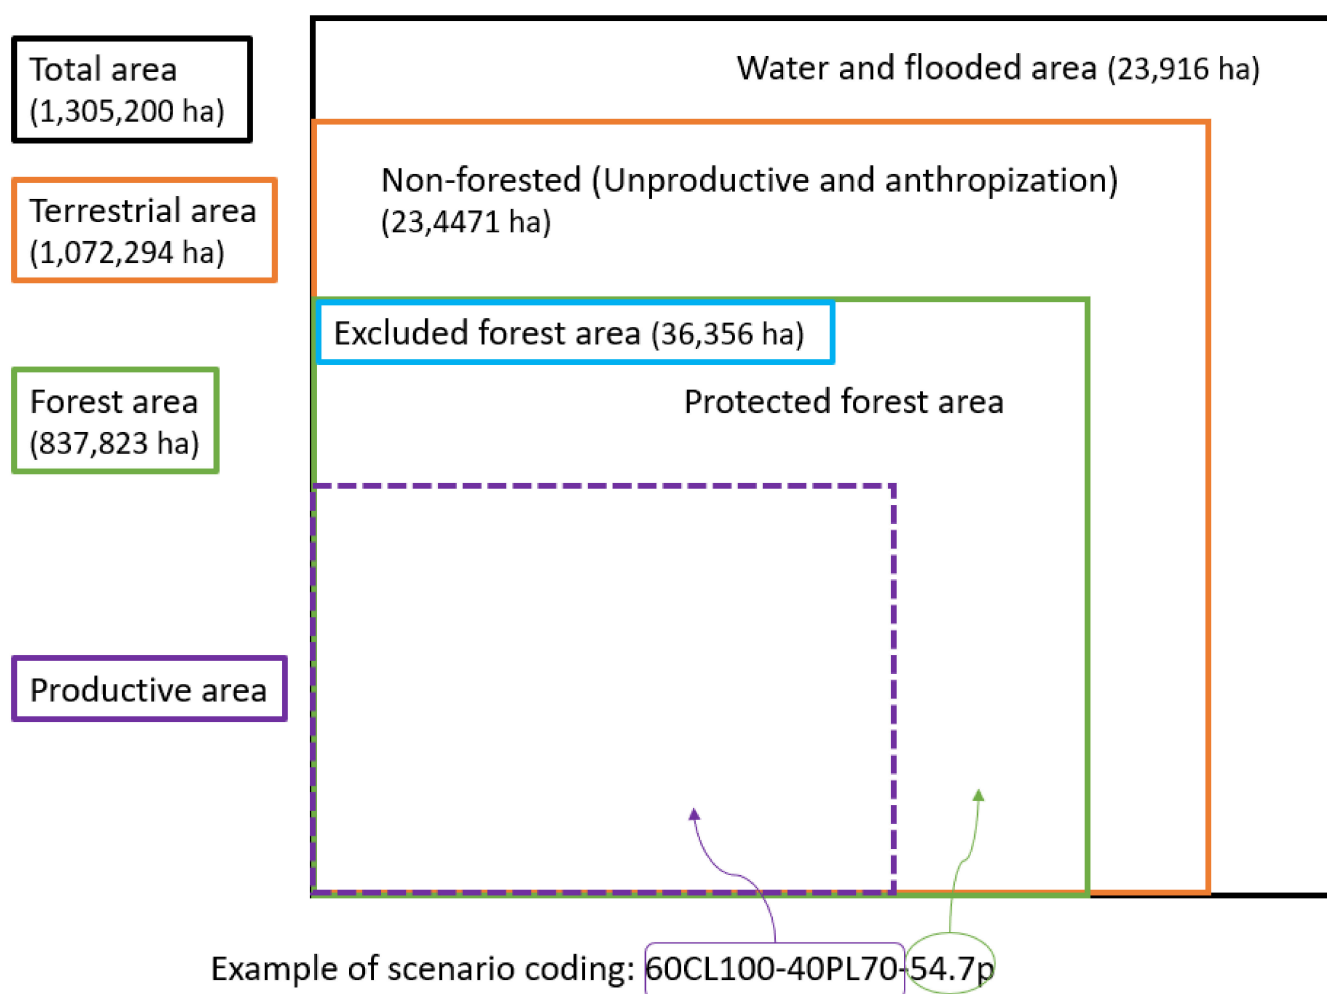 Total area
(1,305,200 ha)
Water and flooded area (23,916 ha)
Terrestrial area
(1,072,294 ha)
Non-forested (Unproductive and anthropization)
(23,4471 ha)
Excluded forest area (36,356 ha)
Forest area
(837,823 ha)
Protected forest area
Productive area
Example of scenario coding: 60CL100-40PL70-54.7p